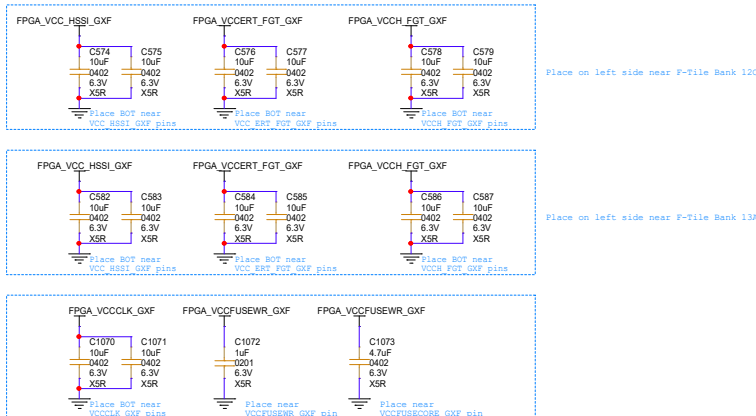 FPGA_VCC_HSSI_GXF
FPGA_VCCERT_FGT_GXF
FPGA_VCCH_FGT_GXF
C574
10uF
0402
6.3V
X5R
C575
10uF
0402
6.3V
X5R
C576
10uF
0402
6.3V
X5R
C577
10uF
0402
6.3V
X5R
C578
10uF
0402
6.3V
X5R
C579
10uF
0402
6.3V
X5R
Place BOT near
VCC_HSSI_GXF pins
Place BOT near
VCC_ERT_FGT_GXF pins
Place BOT near
VCCH_FGT_GXF pins
Place on left side near F-Tile Bank 12C
FPGA_VCC_HSSI_GXF
FPGA_VCCERT_FGT_GXF
FPGA_VCCH_FGT_GXF
C582
10uF
0402
6.3V
X5R
C583
10uF
0402
6.3V
X5R
C584
10uF
0402
6.3V
X5R
C585
10uF
0402
6.3V
X5R
C586
10uF
0402
6.3V
X5R
C587
10uF
0402
6.3V
X5R
Place BOT near
VCC_HSSI_GXF pins
Place BOT near
VCC_ERT_FGT_GXF pins
Place BOT near
VCCH_FGT_GXF pins
Place on left side near F-Tile Bank 13A
FPGA_VCCCLK_GXF
FPGA_VCCFUSEWR_GXF
FPGA_VCCFUSEWR_GXF
C1070
10uF
0402
6.3V
X5R
C1071
10uF
0402
6.3V
X5R
C1072
1uF
0201
6.3V
X5R
C1073
4.7uF
0402
6.3V
X5R
Place BOT near
VCCCLK_GXF pins
Place near
VCCFUSEWR_GXF pin
Place near
VCCFUSECORE_GXF pin